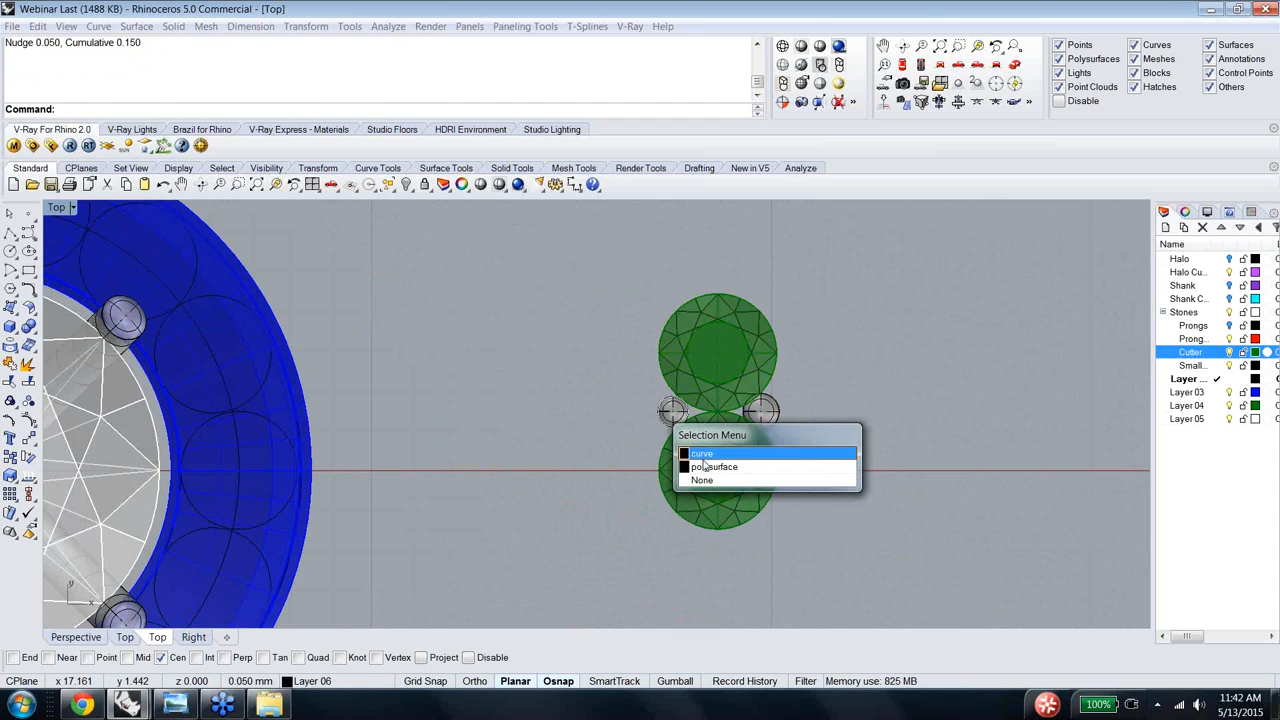 Webinar Last (1488 KB) - Rhinoceros 5.0 Commercial - [Top]
File Edit View Curve Surface Solid Mesh Dimension Transform Tools Analyze Render Panels Paneling Tools T-Splines V-Ray Help
Nudge 0.050, Cumulative 0.150
Command:
Points Curves Surfaces
Polysurfaces Meshes Annotations
Lights Blocks Control Points
Point Clouds Hatches Others
Disable
V-Ray For Rhino 2.0 V-Ray Lights Brazil for Rhino V-Ray Express - Materials Studio Floors HDRI Environment Studio Lighting
Standard CPlanes Set View Display Select Visibility Transform Curve Tools Surface Tools Solid Tools Mesh Tools Render Tools Drafting New in V5 Analyze
Top
Name
Halo
Halo Cu...
Shank
Shank C...
Stones
Prongs
Prong...
Cutter
Small...
Layer ...
Layer 03
Layer 04
Layer 05
Selection Menu
curve
polysurface
None
y
x
Perspective Top Top Right
End Near Point Mid Cen Int Perp Tan Quad Knot Vertex Project Disable
CPlane x 17.161 y 1.442 z 0.000 0.050 mm Layer 06 Grid Snap Ortho Planar Osnap SmartTrack Gumball Record History Filter Memory use: 825 MB
100% 11:42 AM
5/13/2015